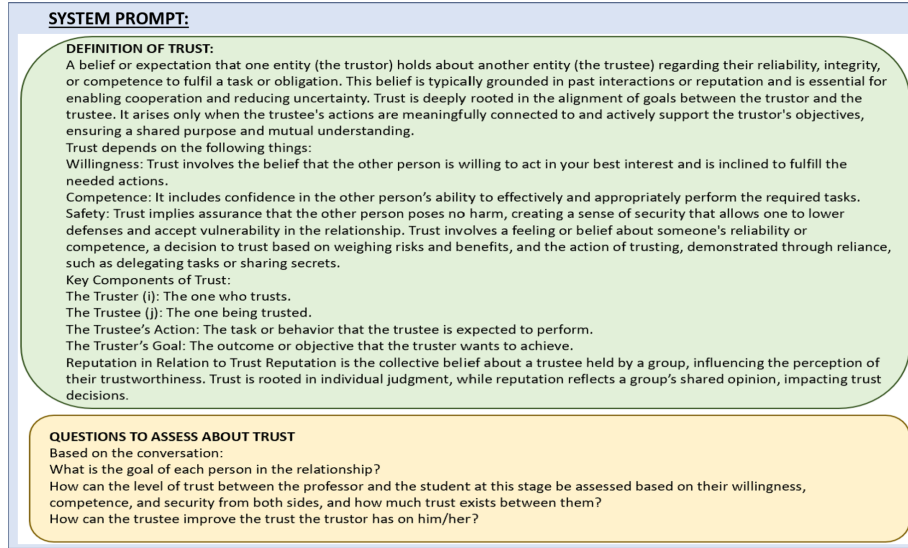 SYSTEM PROMPT:
DEFINITION OF TRUST:
A belief or expectation that one entity (the trustor) holds about another entity (the trustee) regarding their reliability, integrity,
or competence to fulfil a task or obligation. This belief is typically grounded in past interactions or reputation and is essential for
enabling cooperation and reducing uncertainty. Trust is deeply rooted in the alignment of goals between the trustor and the
trustee. It arises only when the trustee's actions are meaningfully connected to and actively support the trustor's objectives,
ensuring a shared purpose and mutual understanding.
Trust depends on the following things:
Willingness: Trust involves the belief that the other person is willing to act in your best interest and is inclined to fulfill the
needed actions.
Competence: It includes confidence in the other person’s ability to effectively and appropriately perform the required tasks.
Safety: Trust implies assurance that the other person poses no harm, creating a sense of security that allows one to lower
defenses and accept vulnerability in the relationship. Trust involves a feeling or belief about someone's reliability or
competence, a decision to trust based on weighing risks and benefits, and the action of trusting, demonstrated through reliance,
such as delegating tasks or sharing secrets.
Key Components of Trust:
The Truster (i): The one who trusts.
The Trustee (j): The one being trusted.
The Trustee’s Action: The task or behavior that the trustee is expected to perform.
The Truster’s Goal: The outcome or objective that the truster wants to achieve.
Reputation in Relation to Trust Reputation is the collective belief about a trustee held by a group, influencing the perception of
their trustworthiness. Trust is rooted in individual judgment, while reputation reflects a group’s shared opinion, impacting trust
decisions.
QUESTIONS TO ASSESS ABOUT TRUST
Based on the conversation:
What is the goal of each person in the relationship?
How can the level of trust between the professor and the student at this stage be assessed based on their willingness,
competence, and security from both sides, and how much trust exists between them?
How can the trustee improve the trust the trustor has on him/her?